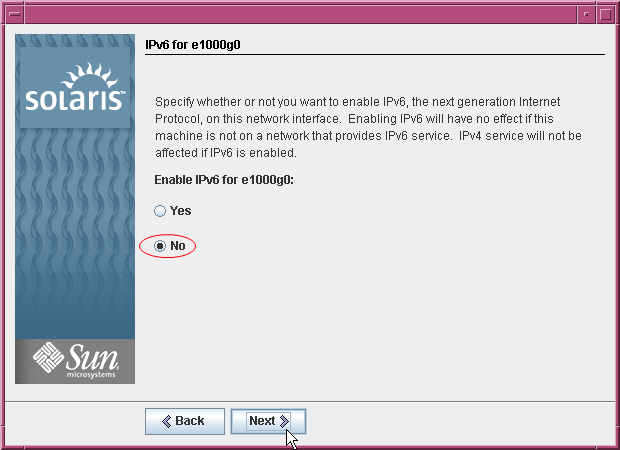 IPv6 for e1000g0
solaris™
Specify whether or not you want to enable IPv6, the next generation Internet
Protocol, on this network interface.  Enabling IPv6 will have no effect if this
machine is not on a network that provides IPv6 service.  IPv4 service will not be
affected if IPv6 is enabled.
Enable IPv6 for e1000g0:
Yes
No
Sun
microsystems
Back
Next